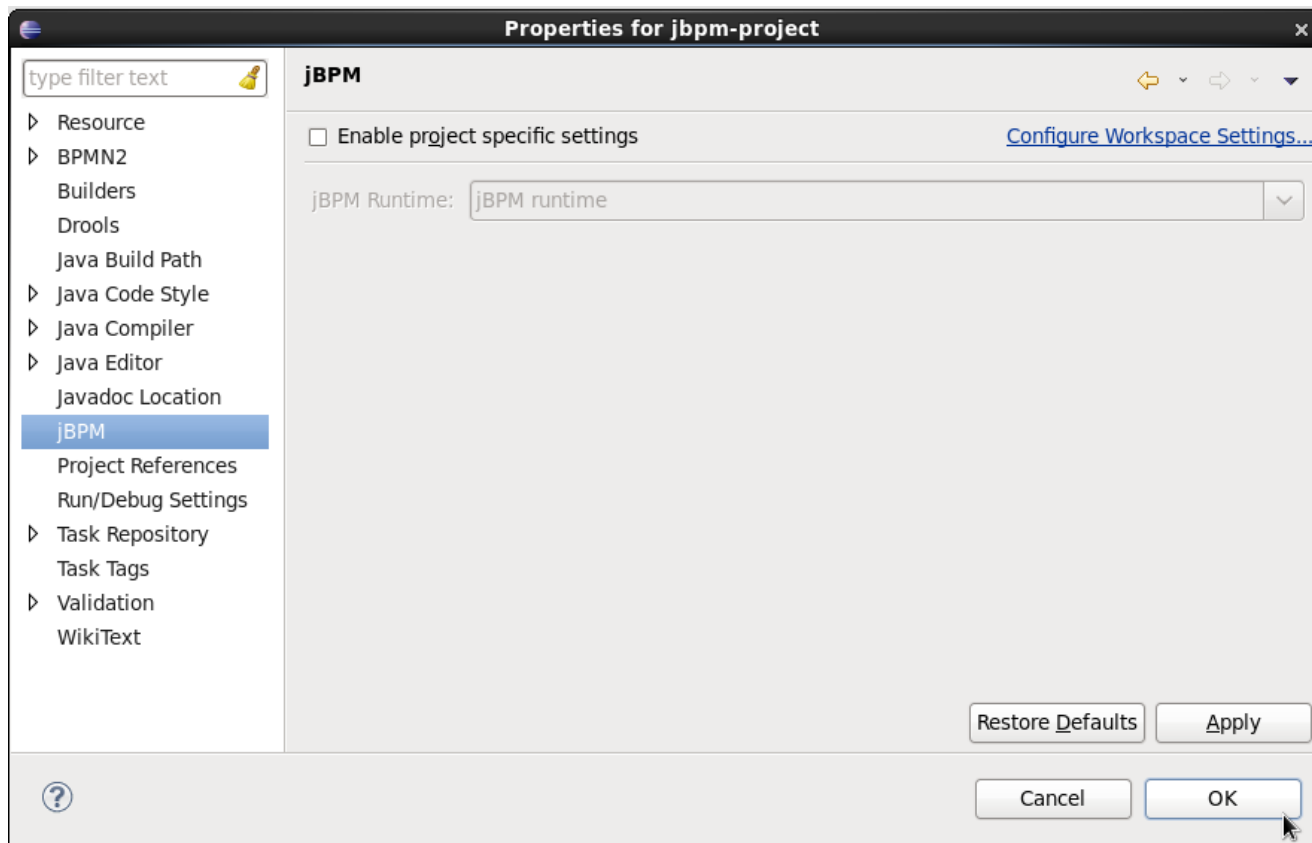 Properties for jbpm-project
type filter text
Resource
BPMN2
Builders
Drools
Java Build Path
Java Code Style
Java Compiler
Java Editor
Javadoc Location
jBPM
Project References
Run/Debug Settings
Task Repository
Task Tags
Validation
WikiText
jBPM
Enable project specific settings
Configure Workspace Settings...
jBPM Runtime: jBPM runtime
Restore Defaults
Apply
?
Cancel
OK